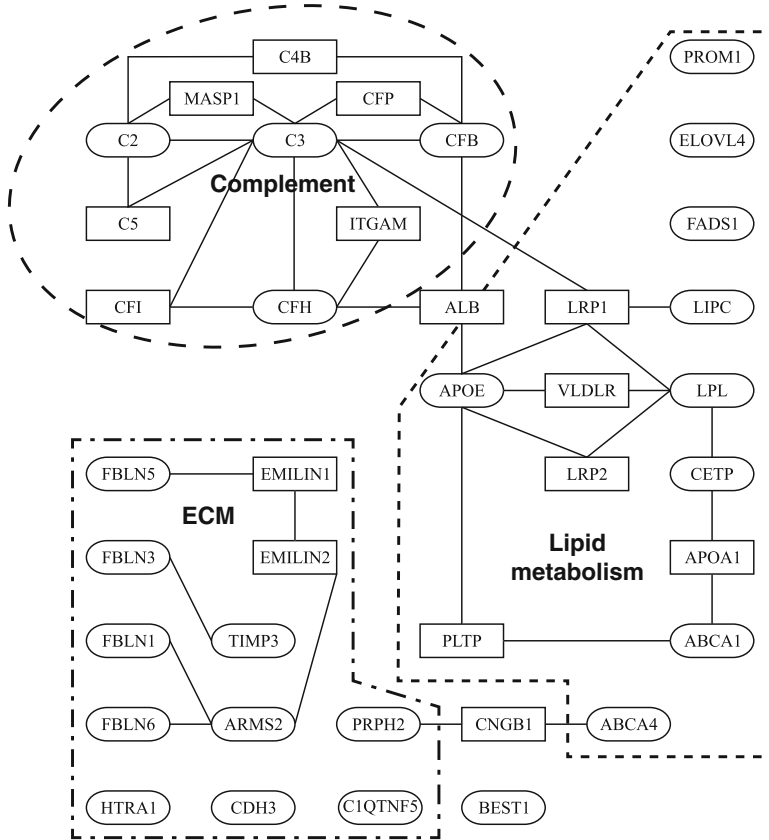 C4B
PROM1
MASP1
CFP
C2
C3
CFB
ELOVL4
Complement
C5
ITGAM
FADS1
CFI
CFH
ALB
LRP1
LIPC
APOE
VLDLR
LPL
FBLN5
EMILIN1
LRP2
CETP
ECM
FBLN3
EMILIN2
Lipid
metabolism
APOA1
FBLN1
TIMP3
PLTP
ABCA1
FBLN6
ARMS2
PRPH2
CNGB1
ABCA4
HTRA1
CDH3
C1QTNF5
BEST1